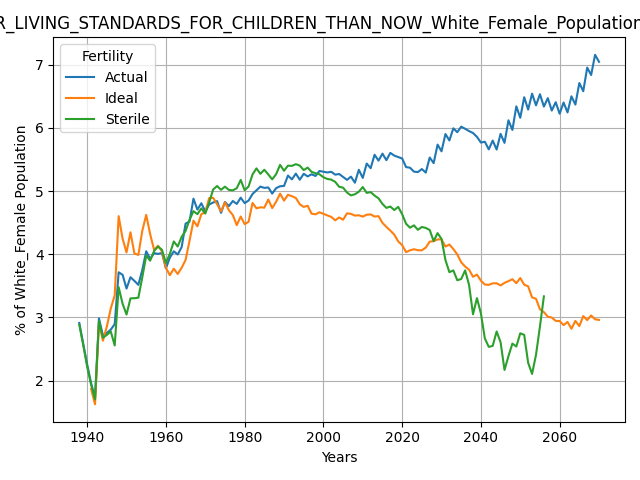 R_LIVING_STANDARDS_FOR_CHILDREN_THAN_NOW_White_Female_Population
Fertility
Actual
Ideal
Sterile
% of White_Female Population
7
6
5
4
3
2
1940 1960 1980 2000 2020 2040 2060
Years